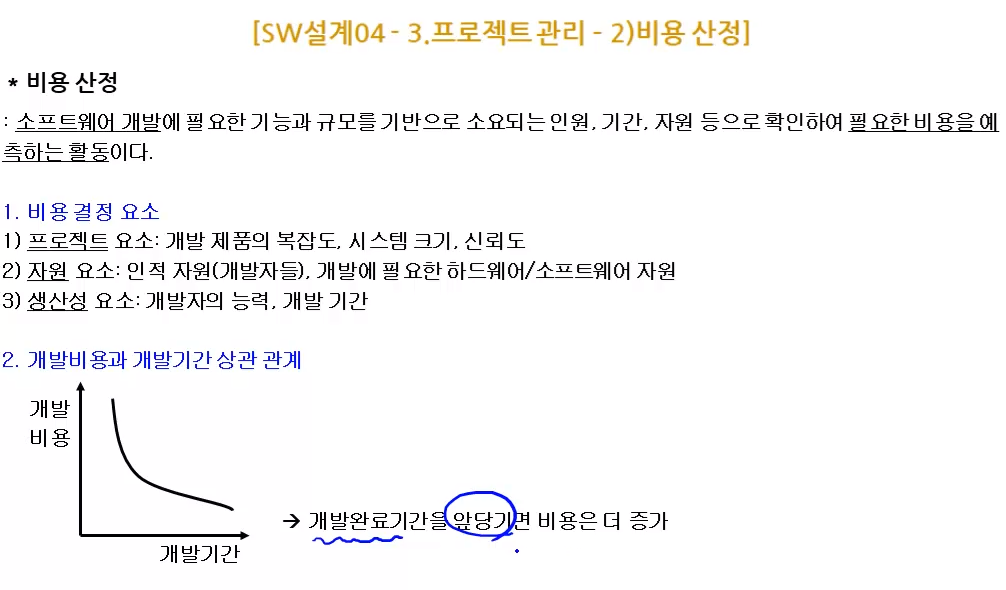 [SW설계04 - 3.프로젝트 관리 - 2)비용 산정]
* 비용 산정
: 소프트웨어 개발에 필요한 기능과 규모를 기반으로 소요되는 인원, 기간, 자원 등으로 확인하여 필요한 비용을 예
측하는 활동이다.
1. 비용 결정 요소
1) 프로젝트 요소: 개발 제품의 복잡도, 시스템 크기, 신뢰도
2) 자원 요소: 인적 자원(개발자들), 개발에 필요한 하드웨어/소프트웨어 자원
3) 생산성 요소: 개발자의 능력, 개발 기간
2. 개발비용과 개발기간 상관 관계
개발
비용
→ 개발완료기간을 앞당기면 비용은 더 증가
개발기간